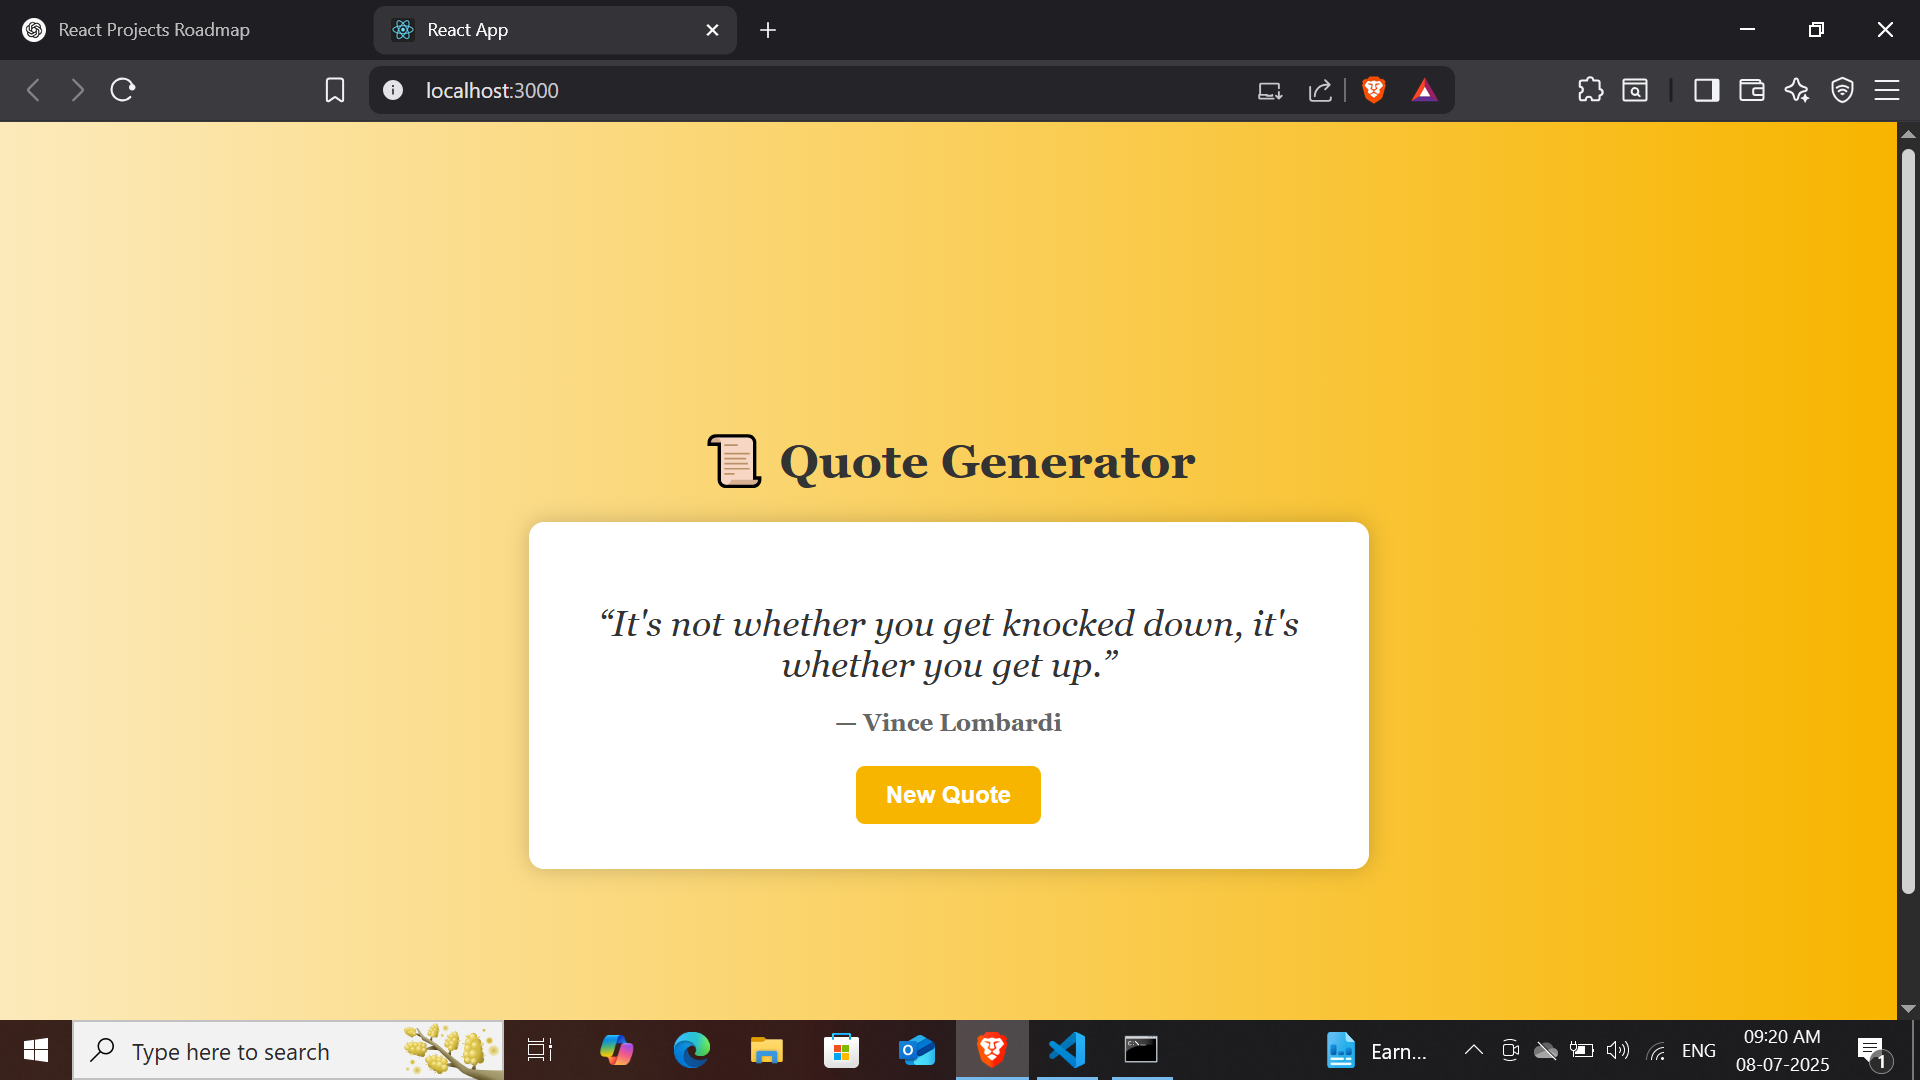 React Projects Roadmap
React App
localhost:3000
📜 Quote Generator
“It's not whether you get knocked down, it's
whether you get up.”
— Vince Lombardi
New Quote
Type here to search
Earn...
ENG
09:20 AM
08-07-2025
1